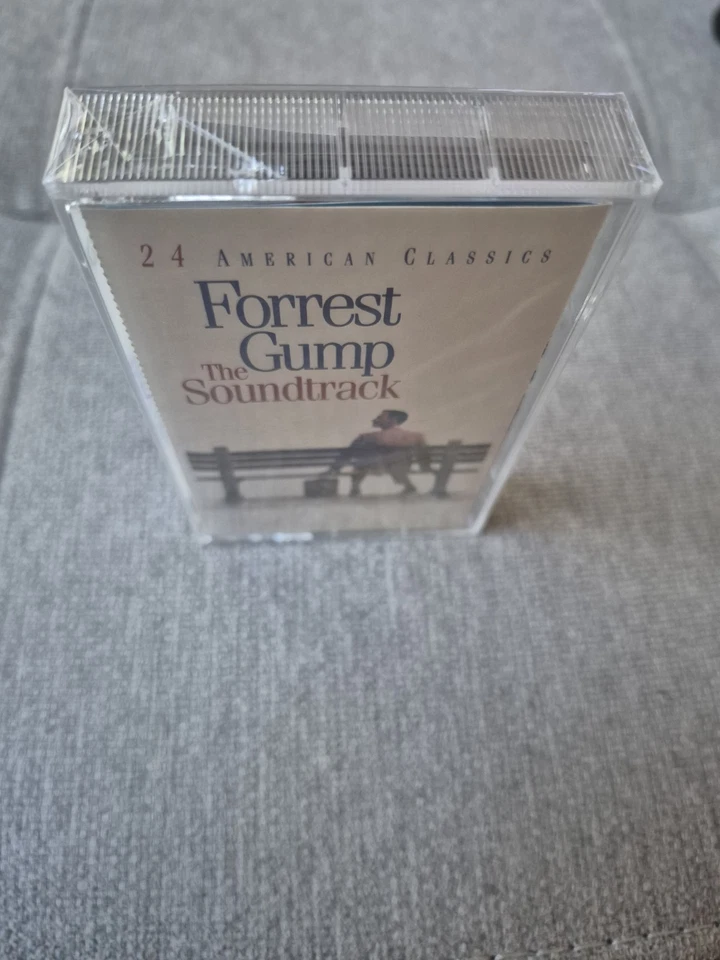 24 AMERICAN CLASSICS
Forrest
Gump
The
Soundtrack